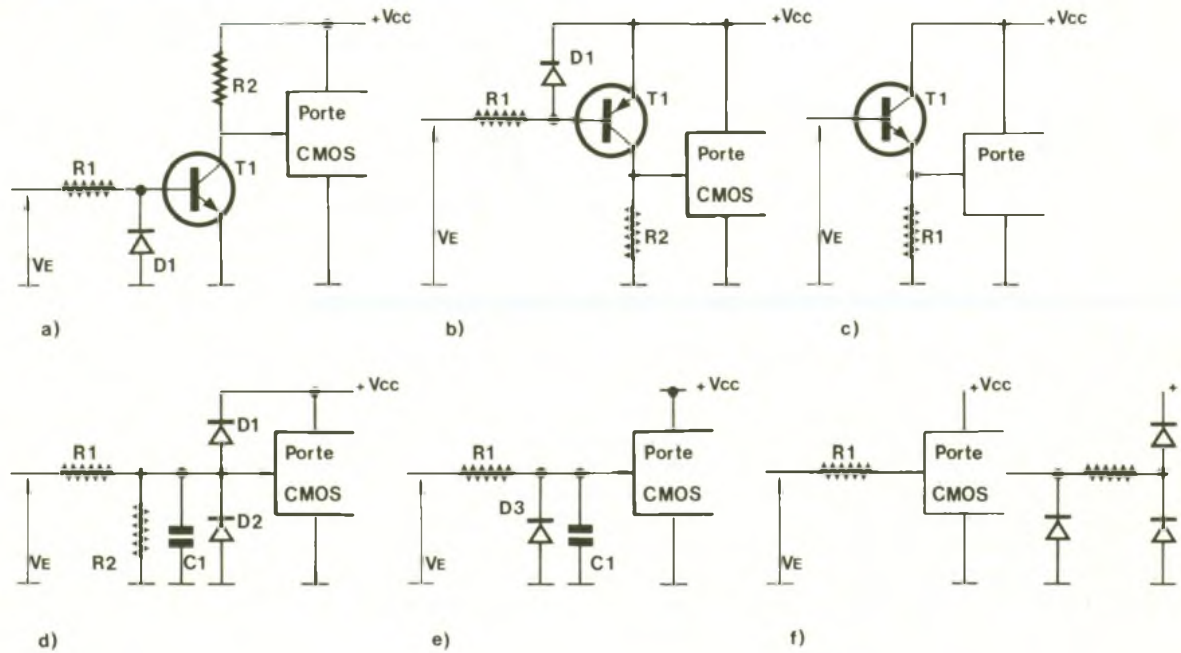 +Vcc
R2
Porte
CMOS
R1
T1
D1
VE
a)
+Vcc
D1
R1
T1
Porte
CMOS
R2
VE
b)
+Vcc
T1
Porte
R1
VE
c)
+Vcc
D1
R1
Porte
CMOS
D2
R2
C1
VE
d)
+Vcc
R1
Porte
CMOS
D3
C1
VE
e)
+Vcc
+
R1
Porte
CMOS
VE
f)